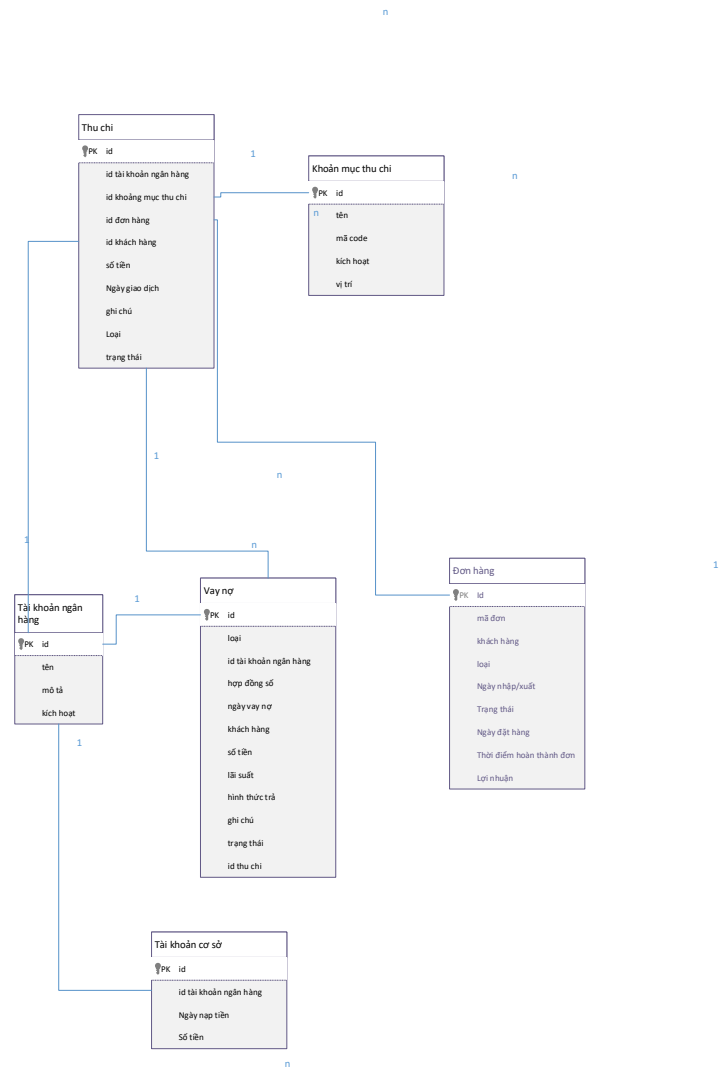 n
Thu chi
PK id
id tài khoản ngân hàng
id khoảng mục thu chi
id đơn hàng
id khách hàng
số tiền
Ngày giao dịch
ghi chú
Loại
trạng thái
1
Khoản mục thu chi
PK id
n
tên
mã code
kích hoạt
vị trí
n
1
n
1
n
1
1
Tài khoản ngân
hàng
PK id
tên
mô tả
kích hoạt
1
Vay nợ
PK id
loại
id tài khoản ngân hàng
hợp đồng số
ngày vay nợ
khách hàng
số tiền
lãi suất
hình thức trả
ghi chú
trạng thái
id thu chi
Đơn hàng
PK Id
mã đơn
khách hàng
loại
Ngày nhập/xuất
Trạng thái
Ngày đặt hàng
Thời điểm hoàn thành đơn
Lợi nhuận
1
Tài khoản cơ sở
PK id
id tài khoản ngân hàng
Ngày nạp tiền
Số tiền
n